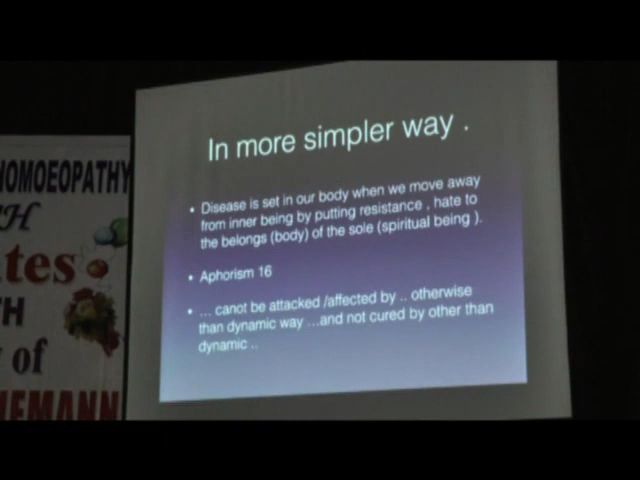 In more simpler way .
• Disease is set in our body when we move away
from inner being by putting resistance , hate to
the belongs (body) of the sole (spiritual being ).
• Aphorism 16
• ... canot be attacked /affected by .. otherwise
than dynamic way ...and not cured by other than
dynamic ..
HOMOEOPATHY
TH
tes
TH
of
NEMANN